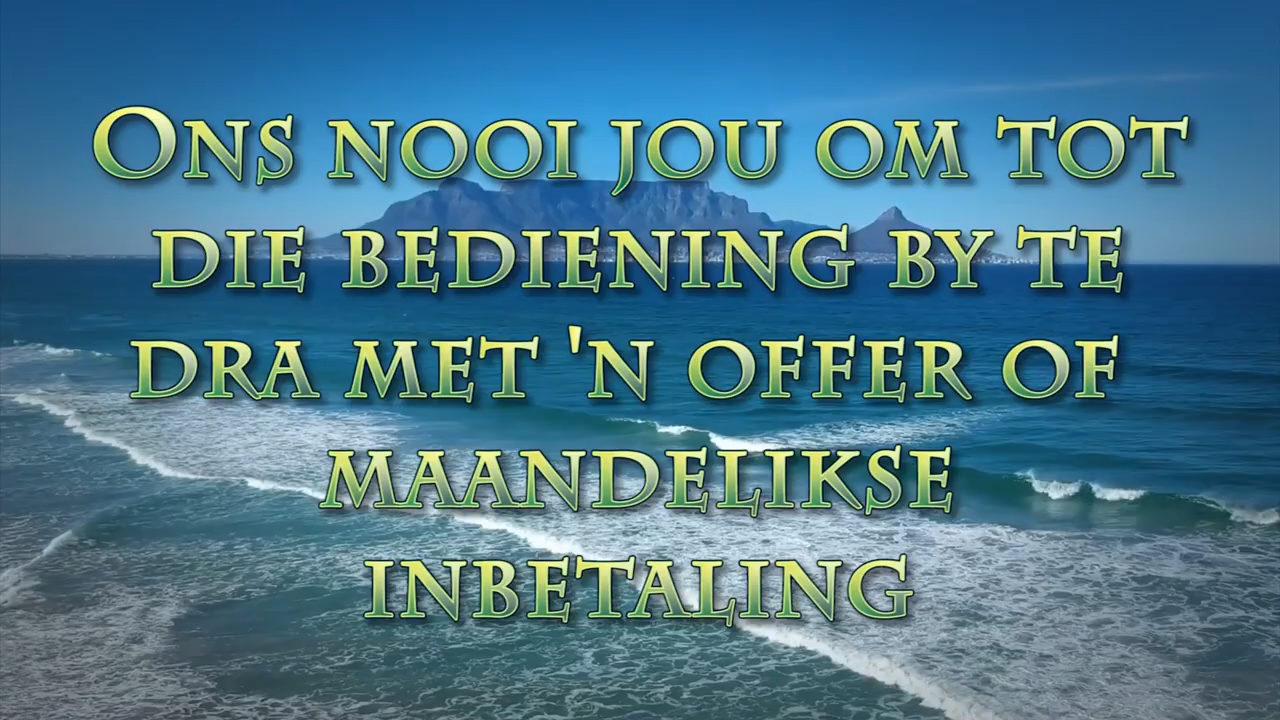 Ons nooi jou om tot
die bediening by te
dra met 'n offer of
maandelikse
inbetaling